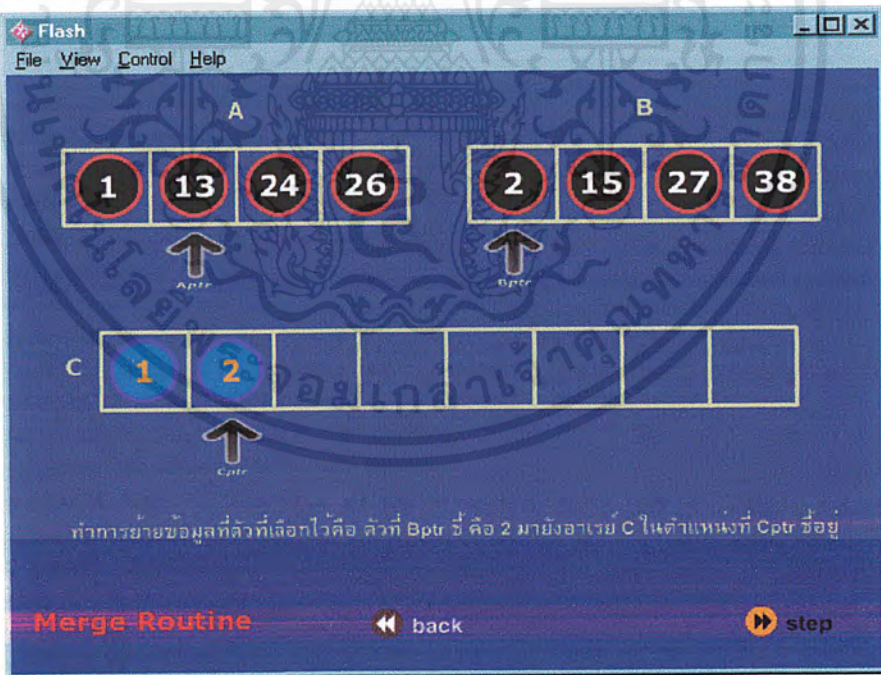 Flash
File View Control Help
A B
1 13 24 26 2 15 27 38
Aptr Bptr
C 1 2
Cptr
ทำการย้ายข้อมูลที่ตัวที่เลือกไว้คือ ตัวที่ Bptr ชี้ คือ 2 มายังอาเรย์ C ในตำแหน่งที่ Cptr ชี้อยู่
Merge Routine back step